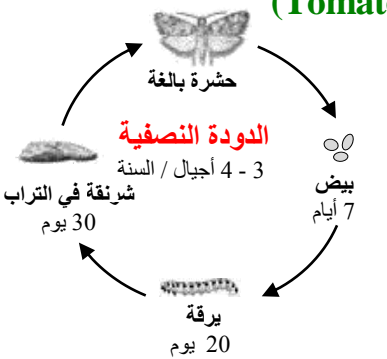 (Tomat
حشرة بالغة
الدودة النصفية
3 - 4 أجيال / السنة
بيض
7 أيام
شرنقة في التراب
30 يوم
يرقة
20 يوم